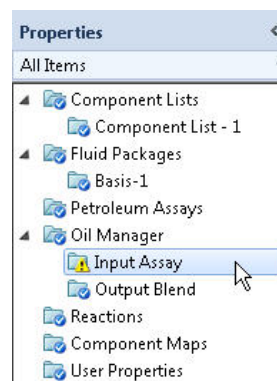 Properties
All Items
Component Lists
Component List - 1
Fluid Packages
Basis-1
Petroleum Assays
Oil Manager
Input Assay
Output Blend
Reactions
Component Maps
User Properties